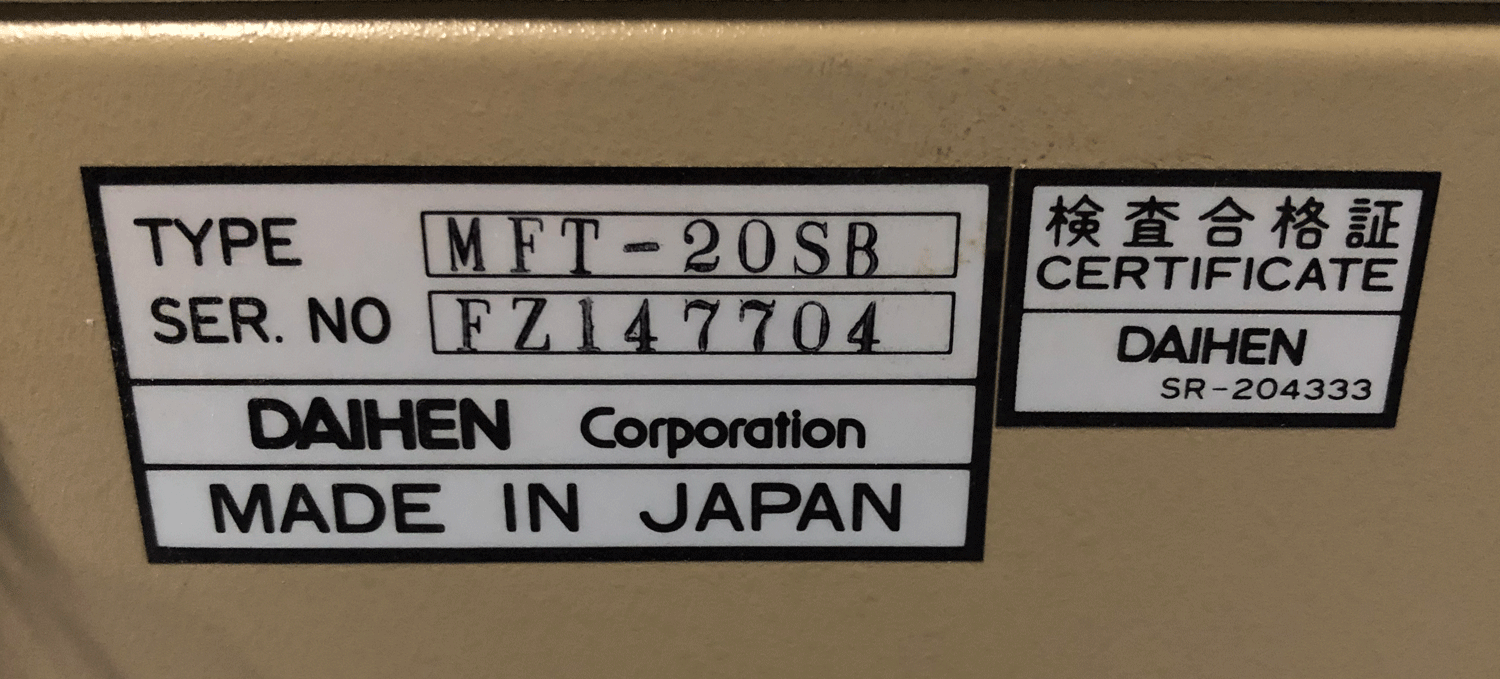 TYPE MFT-20SB
SER. NO FZ147704
DAIHEN Corporation
MADE IN JAPAN
検査合格証
CERTIFICATE
DAIHEN
SR-204333